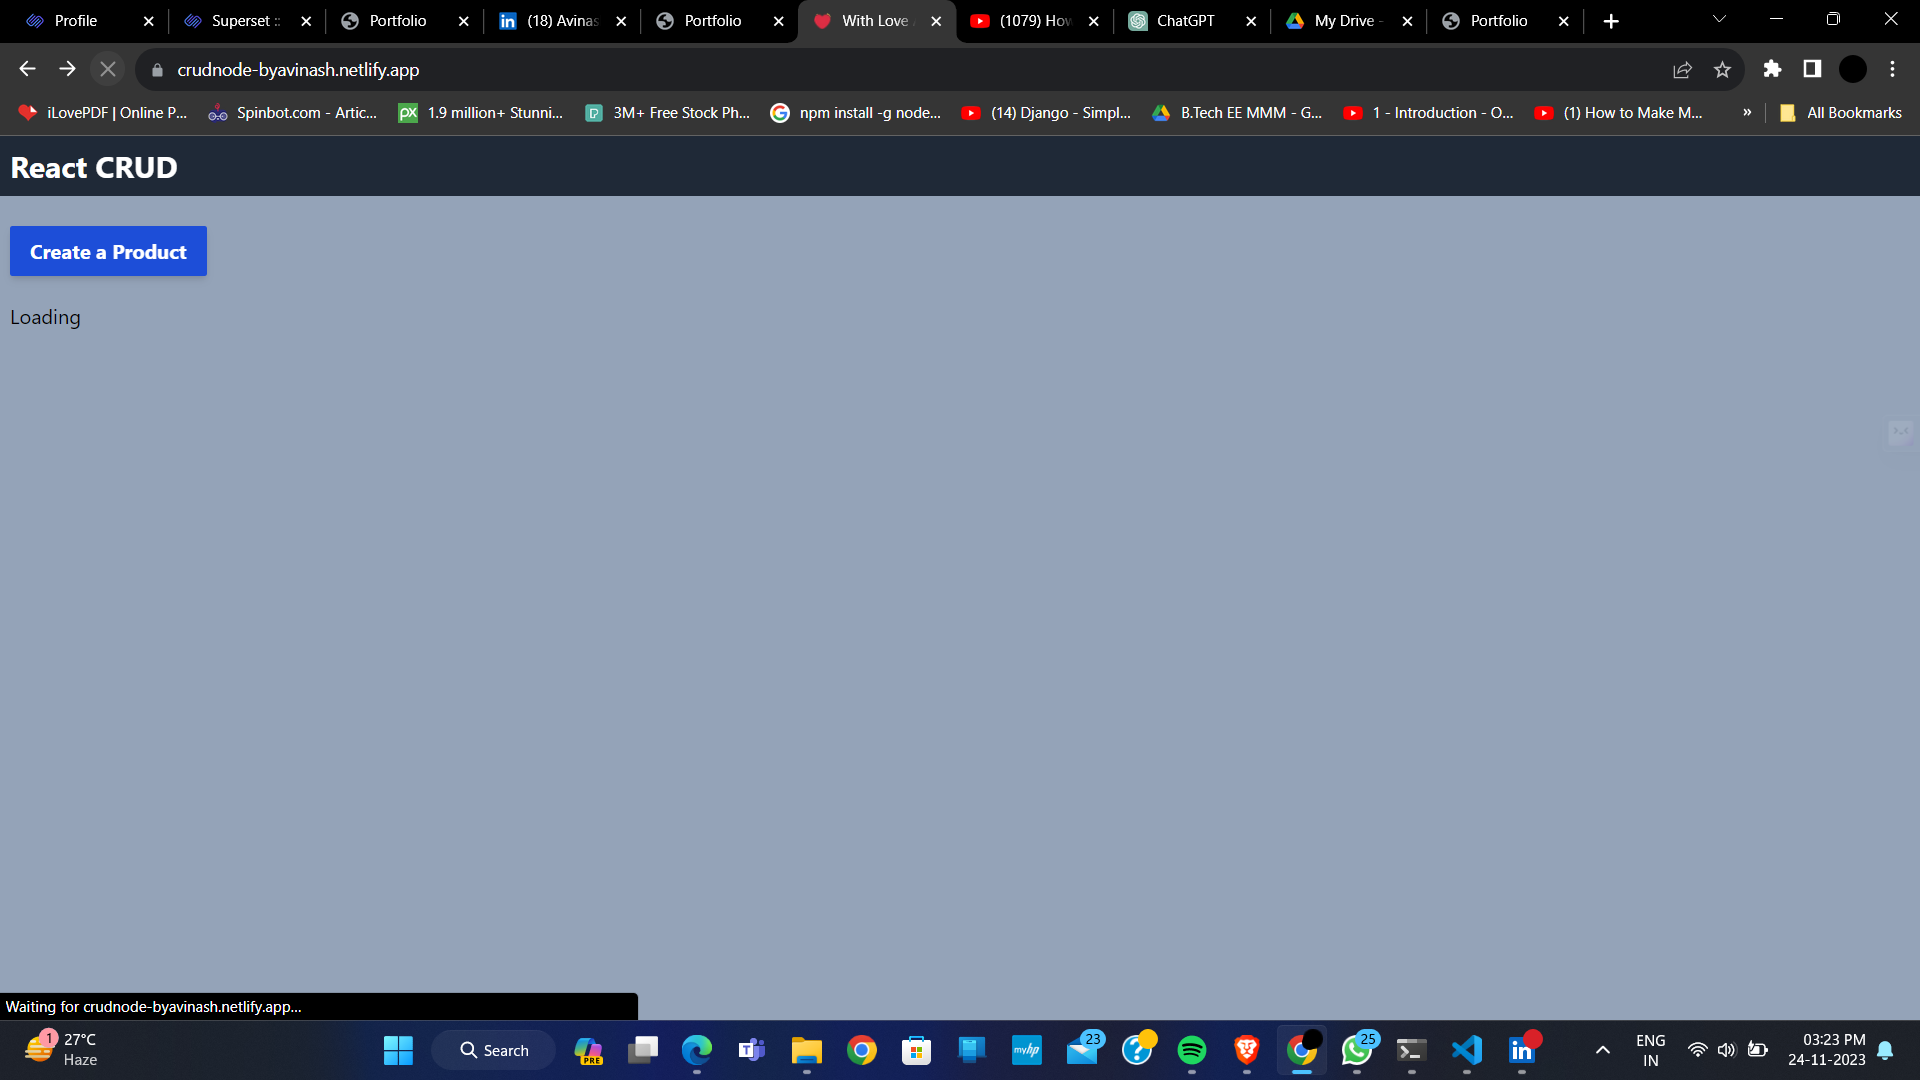 Profile
Superset ::
Portfolio
(18) Avinas
Portfolio
With Love
(1079) How
ChatGPT
My Drive -
Portfolio
crudnode-byavinash.netlify.app
iLovePDF | Online P...
Spinbot.com - Artic...
1.9 million+ Stunni...
3M+ Free Stock Ph...
npm install -g node...
(14) Django - Simpl...
B.Tech EE MMM - G...
1 - Introduction - O...
(1) How to Make M...
»
All Bookmarks
React CRUD
Create a Product
Loading
Waiting for crudnode-byavinash.netlify.app...
1
27°C
Haze
Search
PRE
myhp
23
25
ENG
IN
03:23 PM
24-11-2023